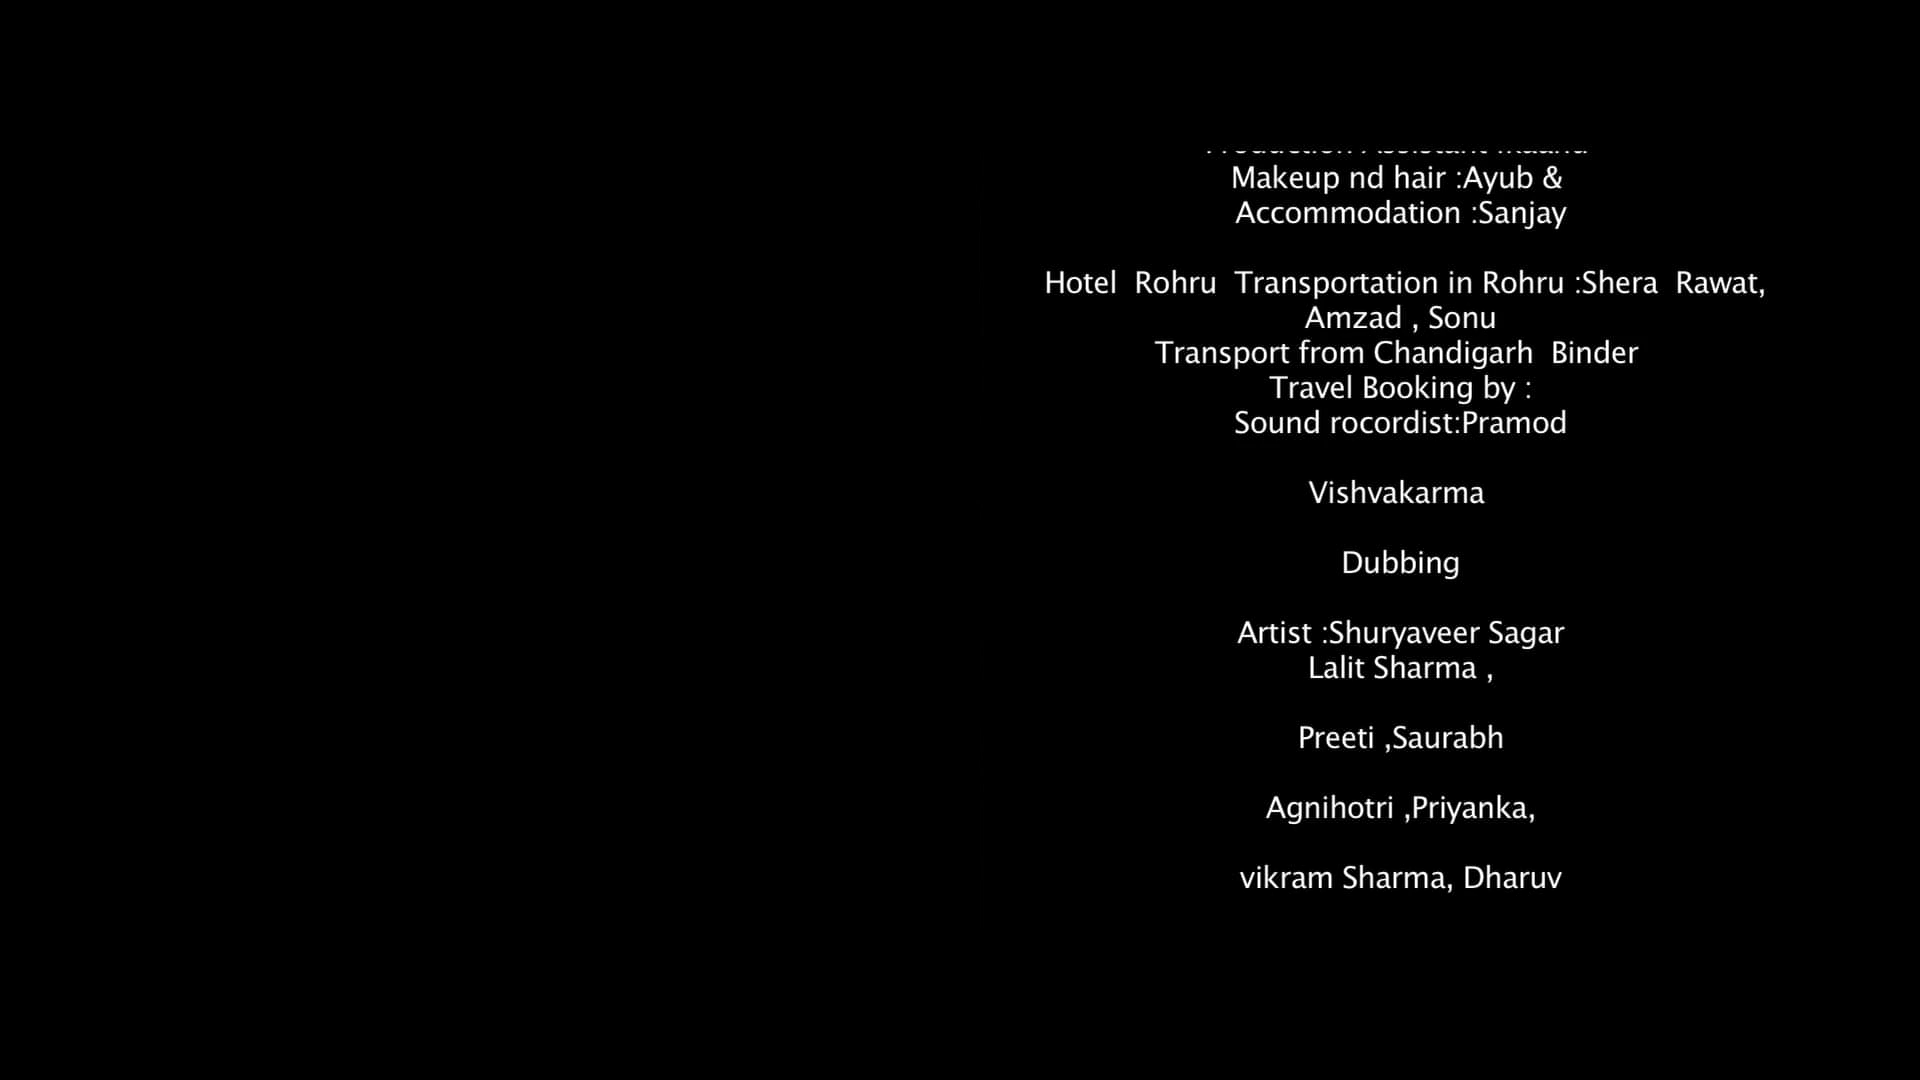 Production Assistant
Makeup nd hair :Ayub &
Accommodation :Sanjay
Hotel  Rohru  Transportation in Rohru :Shera  Rawat,
Amzad , Sonu
Transport from Chandigarh  Binder
Travel Booking by :
Sound rocordist:Pramod
Vishvakarma
Dubbing
Artist :Shuryaveer Sagar
Lalit Sharma ,
Preeti ,Saurabh
Agnihotri ,Priyanka,
vikram Sharma, Dharuv